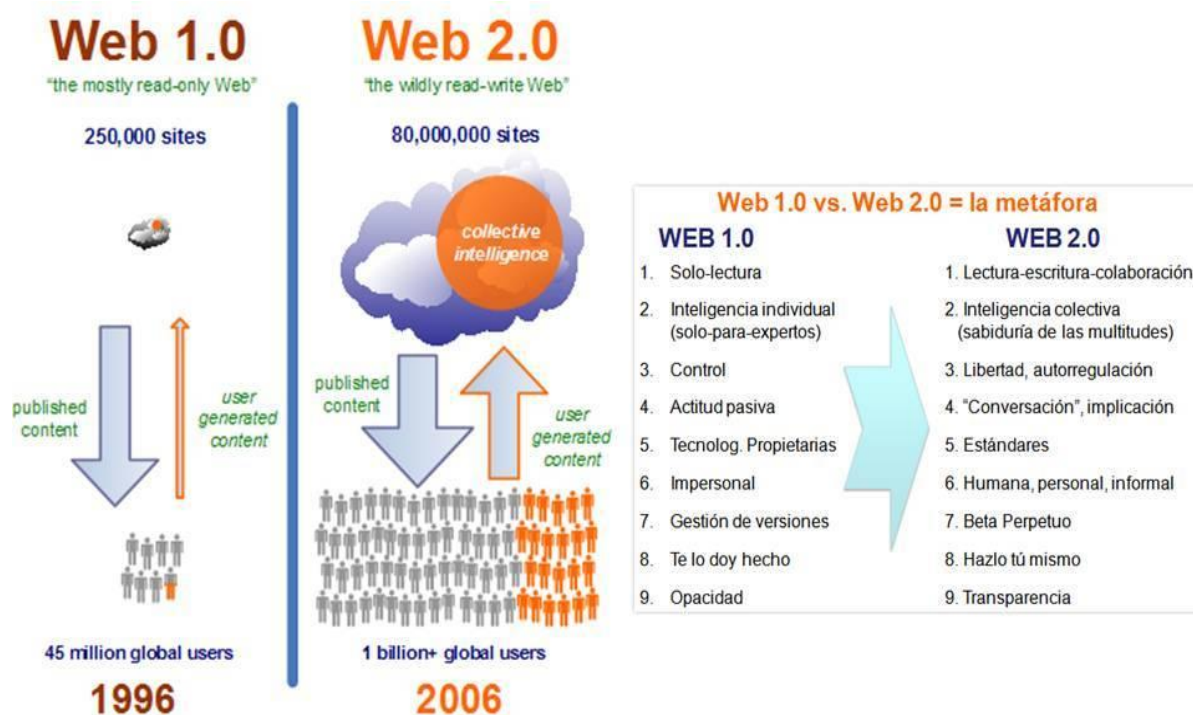 Web 1.0
"the mostly read-only Web"
250,000 sites
published
content
user
generated
content
45 million global users
1996
Web 2.0
"the wildly read-write Web"
80,000,000 sites
collective
intelligence
published
content
user
generated
content
1 billion+ global users
2006
Web 1.0 vs. Web 2.0 = la metáfora
WEB 1.0
1. Solo-lectura
2. Inteligencia individual
(solo-para-expertos)
3. Control
4. Actitud pasiva
5. Tecnolog. Propietarias
6. Impersonal
7. Gestión de versiones
8. Te lo doy hecho
9. Opacidad
WEB 2.0
1. Lectura-escritura-colaboración
2. Inteligencia colectiva
(sabiduría de las multitudes)
3. Libertad, autorregulación
4. "Conversación", implicación
5. Estándares
6. Humana, personal, informal
7. Beta Perpetuo
8. Hazlo tú mismo
9. Transparencia